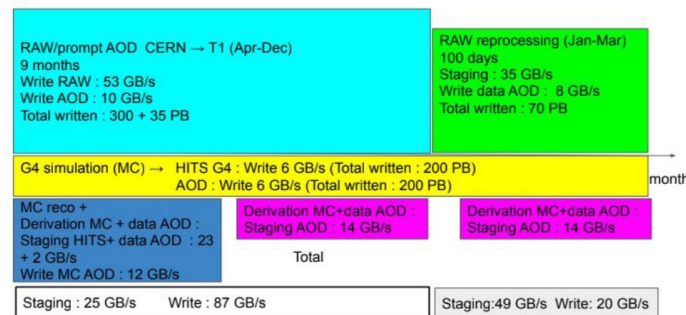 RAW/prompt AOD CERN → T1 (Apr-Dec)
9 months
Write RAW : 53 GB/s
Write AOD : 10 GB/s
Total written : 300 + 35 PB
RAW reprocessing (Jan-Mar)
100 days
Staging : 35 GB/s
Write data AOD : 8 GB/s
Total written : 70 PB
G4 simulation (MC) → HITS G4 : Write 6 GB/s (Total written : 200 PB)
AOD : Write 6 GB/s (Total written : 200 PB)
month
MC reco +
Derivation MC + data AOD :
Staging HITS+ data AOD : 23
+ 2 GB/s
Write MC AOD : 12 GB/s
Derivation MC+data AOD :
Staging AOD : 14 GB/s
Derivation MC+data AOD :
Staging AOD : 14 GB/s
Total
Staging : 25 GB/s Write : 87 GB/s
Staging:49 GB/s Write: 20 GB/s